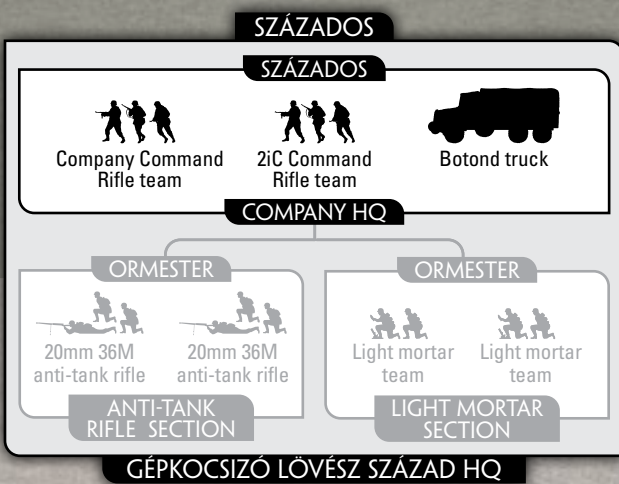 SZÁZADOS
SZÁZADOS
Company Command
Rifle team
2iC Command
Rifle team
Botond truck
COMPANY HQ
ORMESTER
20mm 36M
anti-tank rifle
20mm 36M
anti-tank rifle
ANTI-TANK
RIFLE SECTION
ORMESTER
Light mortar
team
Light mortar
team
LIGHT MORTAR
SECTION
GÉPKOCSIZÓ LÖVÉSZ SZÁZAD HQ